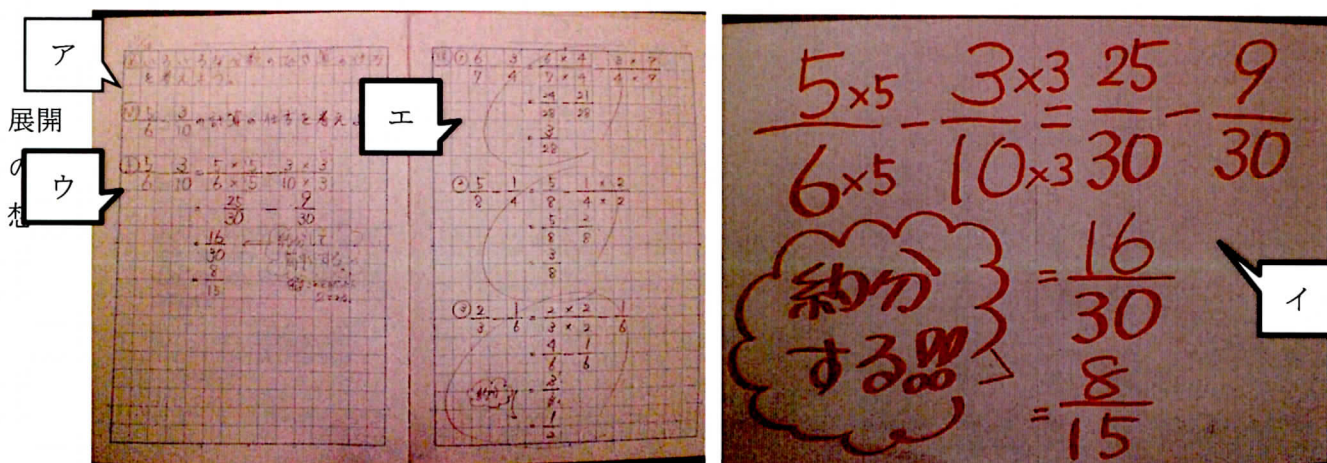 ア
展開
の
想
ウ
エ
を考えよう。
5/6 - 3/10 の計算の仕方を考え
5/6 - 3/10 = 5×5/6×5 - 3×3/10×3
= 25/30 - 9/30
= 16/30
= 8/15
6/7 - 3/4 = 6×4/7×4 - 3×7/4×7
= 24/28 - 21/28
= 3/28
② 5/8 - 1/4 = 5/8 - 1×2/4×2
= 5/8 - 2/8
= 3/8
③ 2/3 - 1/6 = 2×2/3×2 - 1/6
= 4/6 - 1/6
= 3/6
= 1/2
5×5/6×5 - 3×3/10×3 = 25/30 - 9/30
= 16/30
= 8/15
約分
する
イ